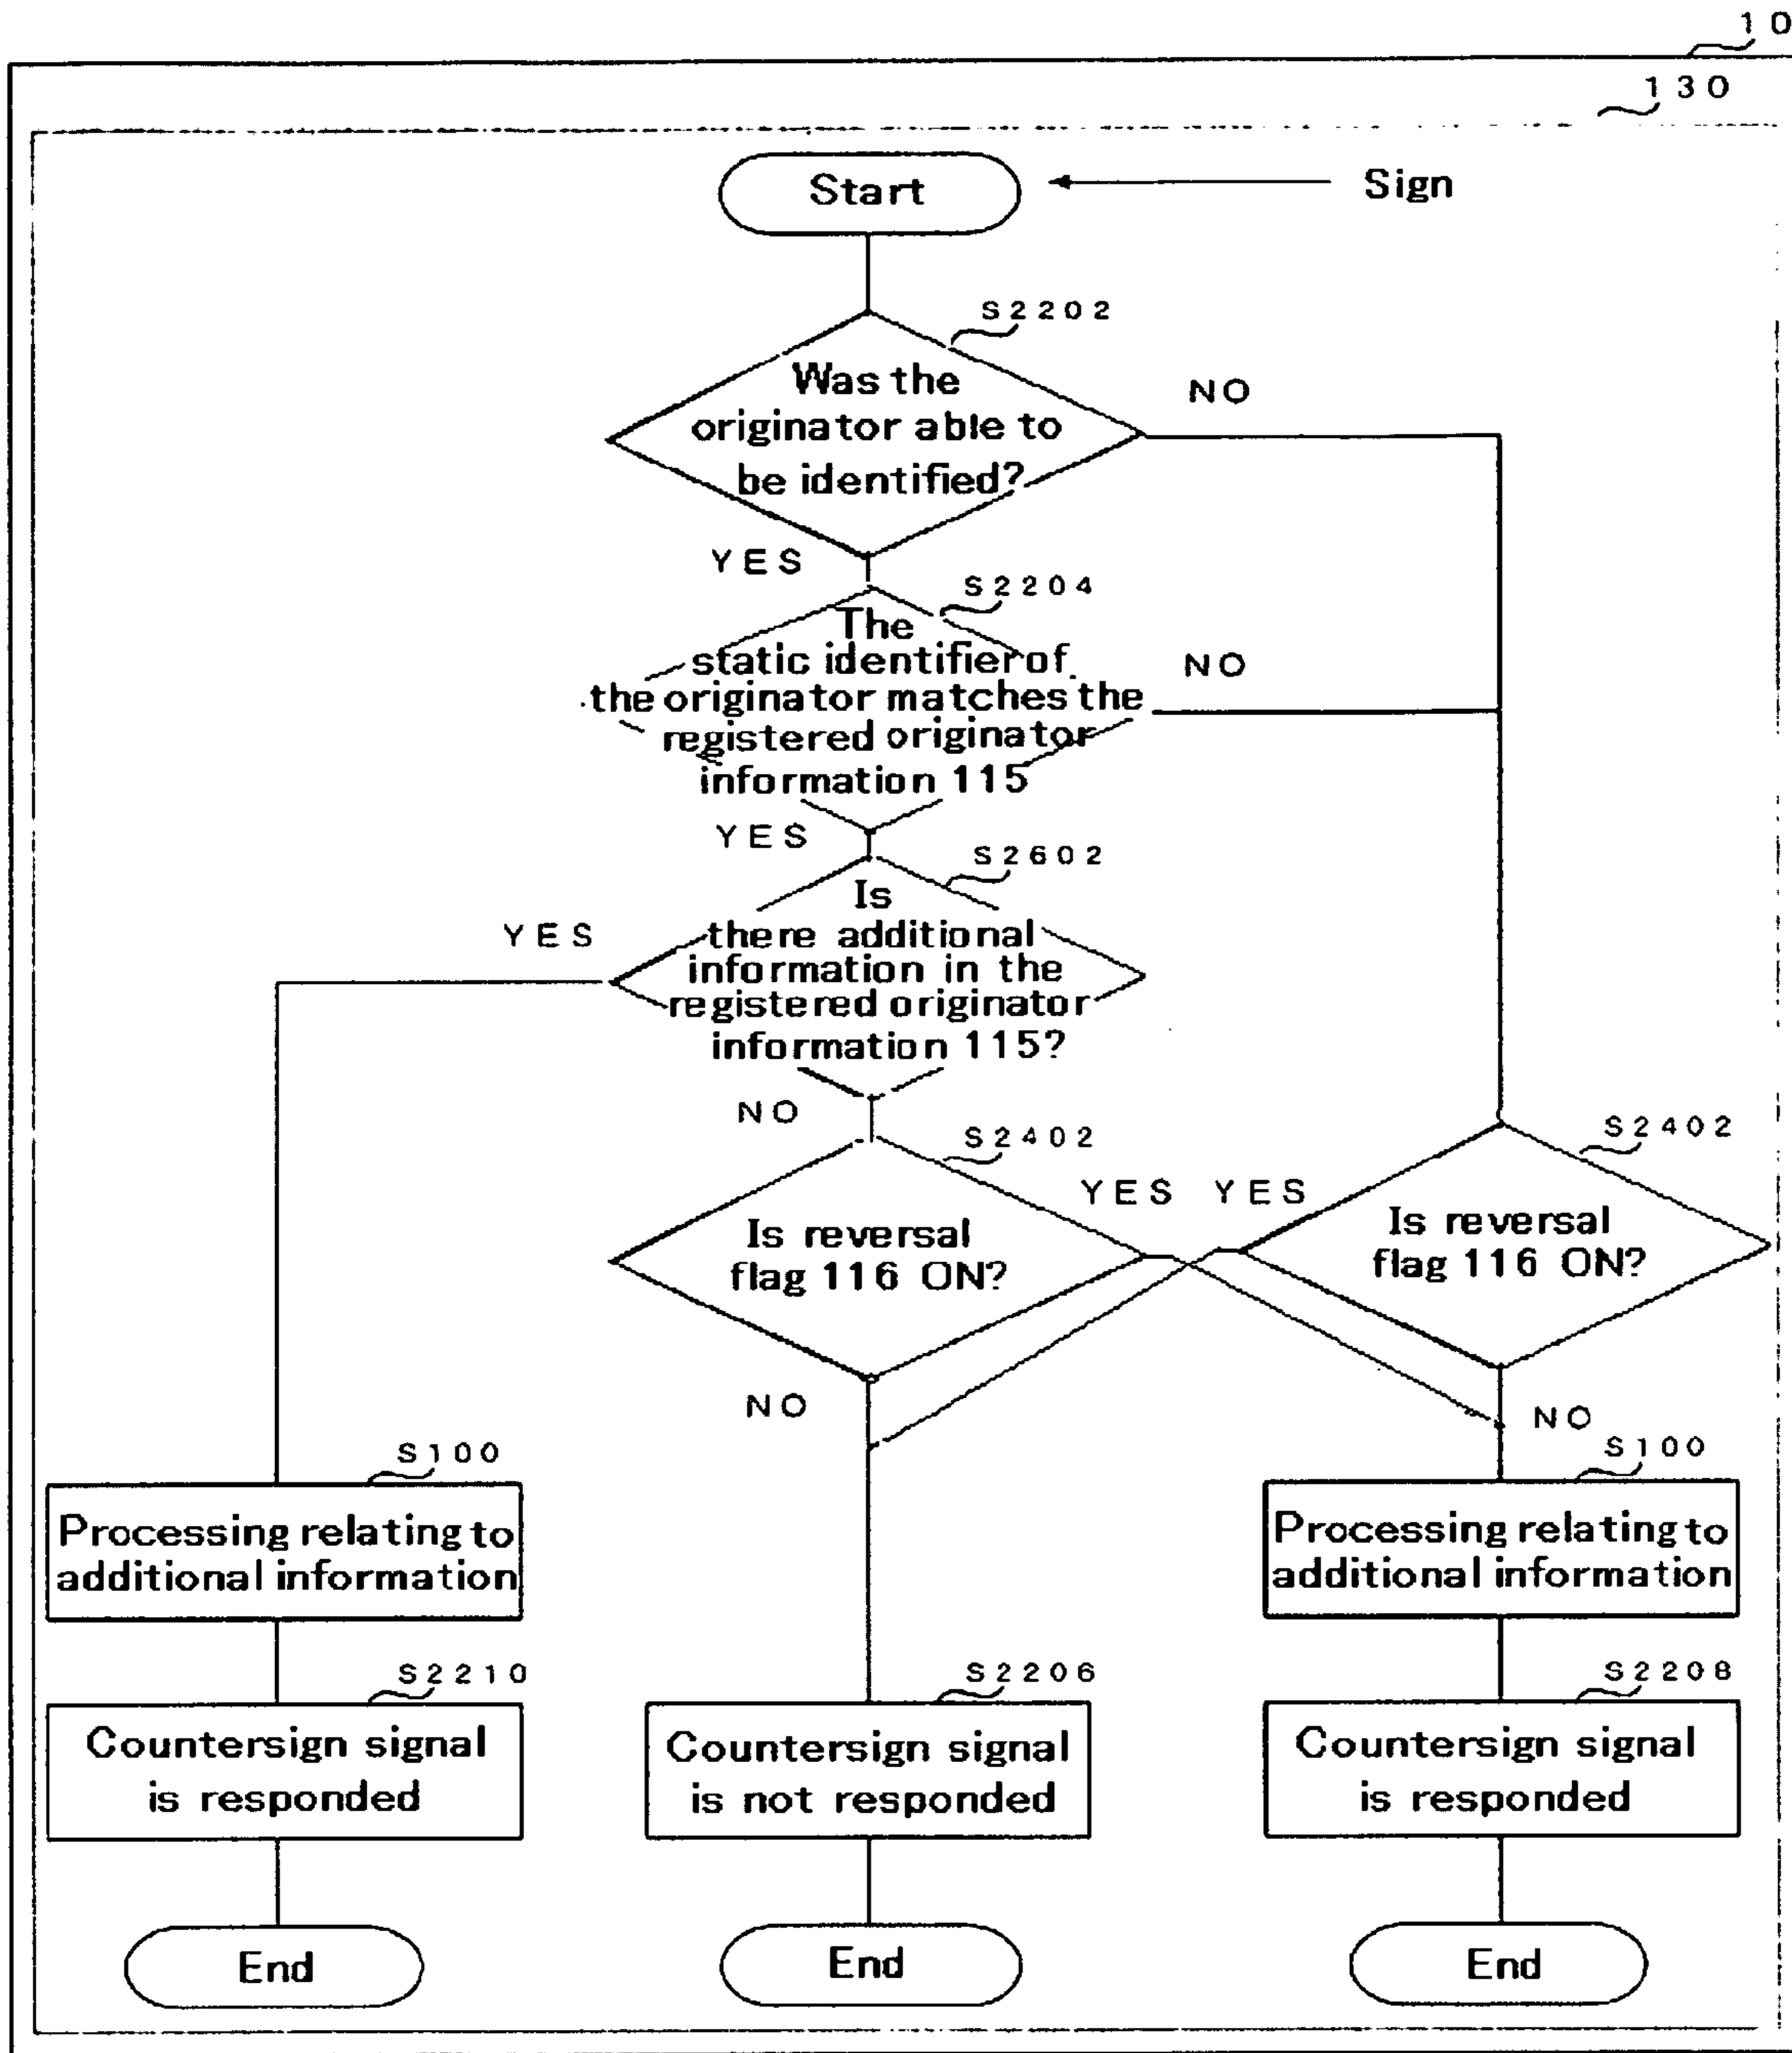 10
130
Start
Sign
S2202
Was the
originator able to
be identified?
NO
YES
S2204
The
static identifier of
the originator matches the
registered originator
information 115
NO
YES
S2602
Is
there additional
information in the
registered originator
information 115?
YES
NO
S2402
Is reversal
flag 116 ON?
YES
NO
S2402
Is reversal
flag 116 ON?
YES
NO
S100
Processing relating to
additional information
S100
Processing relating to
additional information
S2210
Countersign signal
is responded
S2206
Countersign signal
is not responded
S2208
Countersign signal
is responded
End
End
End